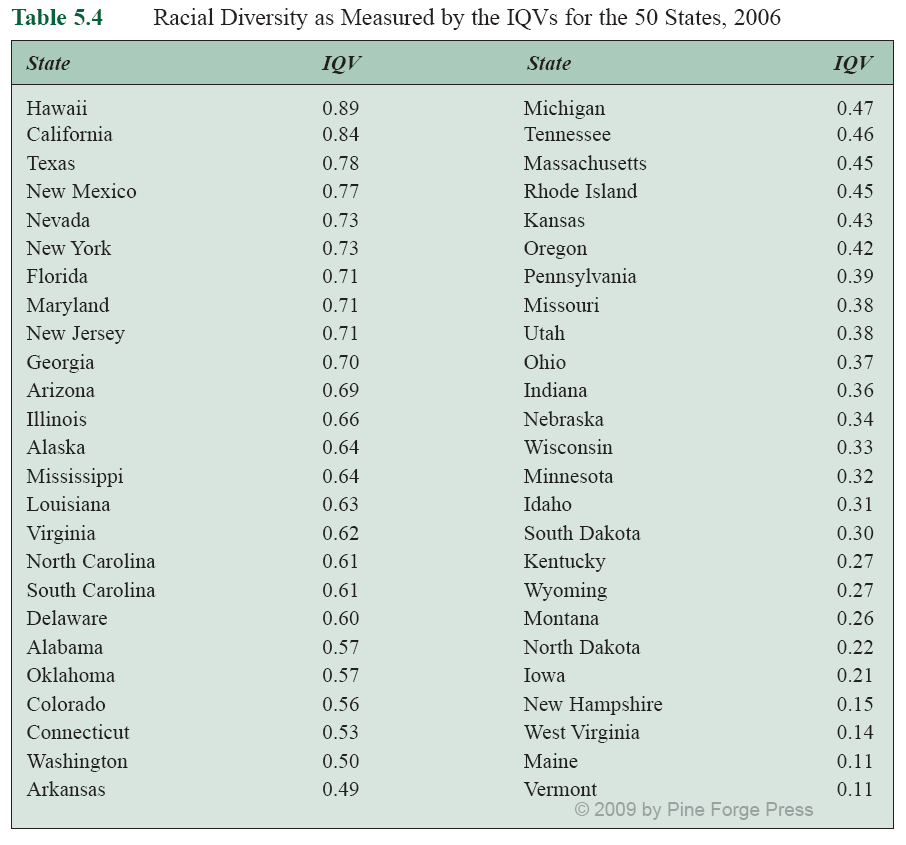 Table 5.4 Racial Diversity as Measured by the IQVs for the 50 States, 2006
State IQV State IQV
Hawaii 0.89 Michigan 0.47
California 0.84 Tennessee 0.46
Texas 0.78 Massachusetts 0.45
New Mexico 0.77 Rhode Island 0.45
Nevada 0.73 Kansas 0.43
New York 0.73 Oregon 0.42
Florida 0.71 Pennsylvania 0.39
Maryland 0.71 Missouri 0.38
New Jersey 0.71 Utah 0.38
Georgia 0.70 Ohio 0.37
Arizona 0.69 Indiana 0.36
Illinois 0.66 Nebraska 0.34
Alaska 0.64 Wisconsin 0.33
Mississippi 0.64 Minnesota 0.32
Louisiana 0.63 Idaho 0.31
Virginia 0.62 South Dakota 0.30
North Carolina 0.61 Kentucky 0.27
South Carolina 0.61 Wyoming 0.27
Delaware 0.60 Montana 0.26
Alabama 0.57 North Dakota 0.22
Oklahoma 0.57 Iowa 0.21
Colorado 0.56 New Hampshire 0.15
Connecticut 0.53 West Virginia 0.14
Washington 0.50 Maine 0.11
Arkansas 0.49 Vermont 0.11
© 2009 by Pine Forge Press